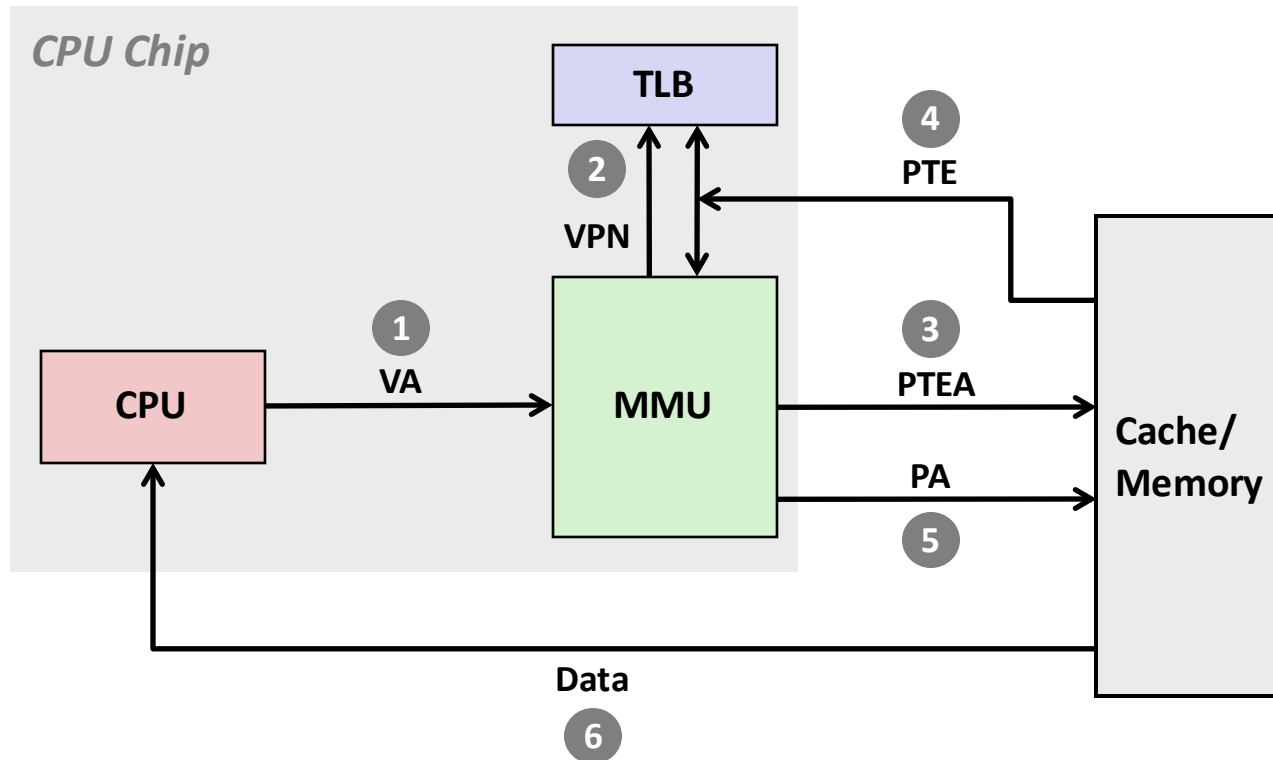 CPU Chip
TLB
4
PTE
2
VPN
1
VA
3
PTEA
CPU
MMU
Cache/
Memory
PA
5
Data
6